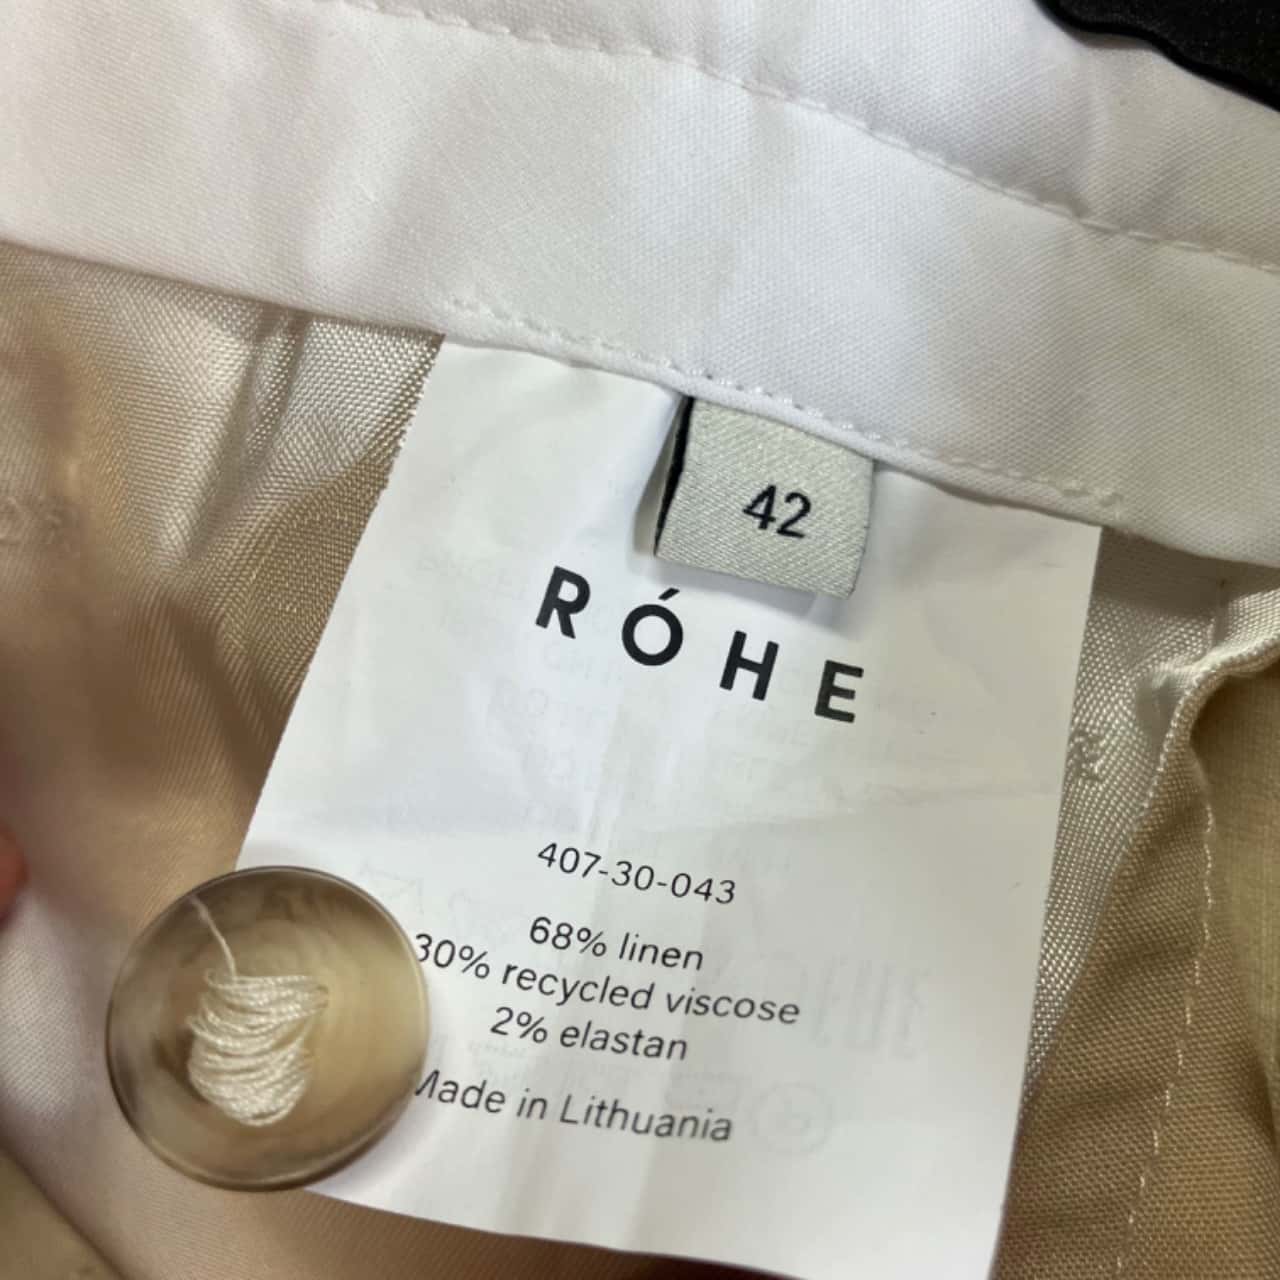 42
RÓHE
407-30-043
68% linen
30% recycled viscose
2% elastan
Made in Lithuania